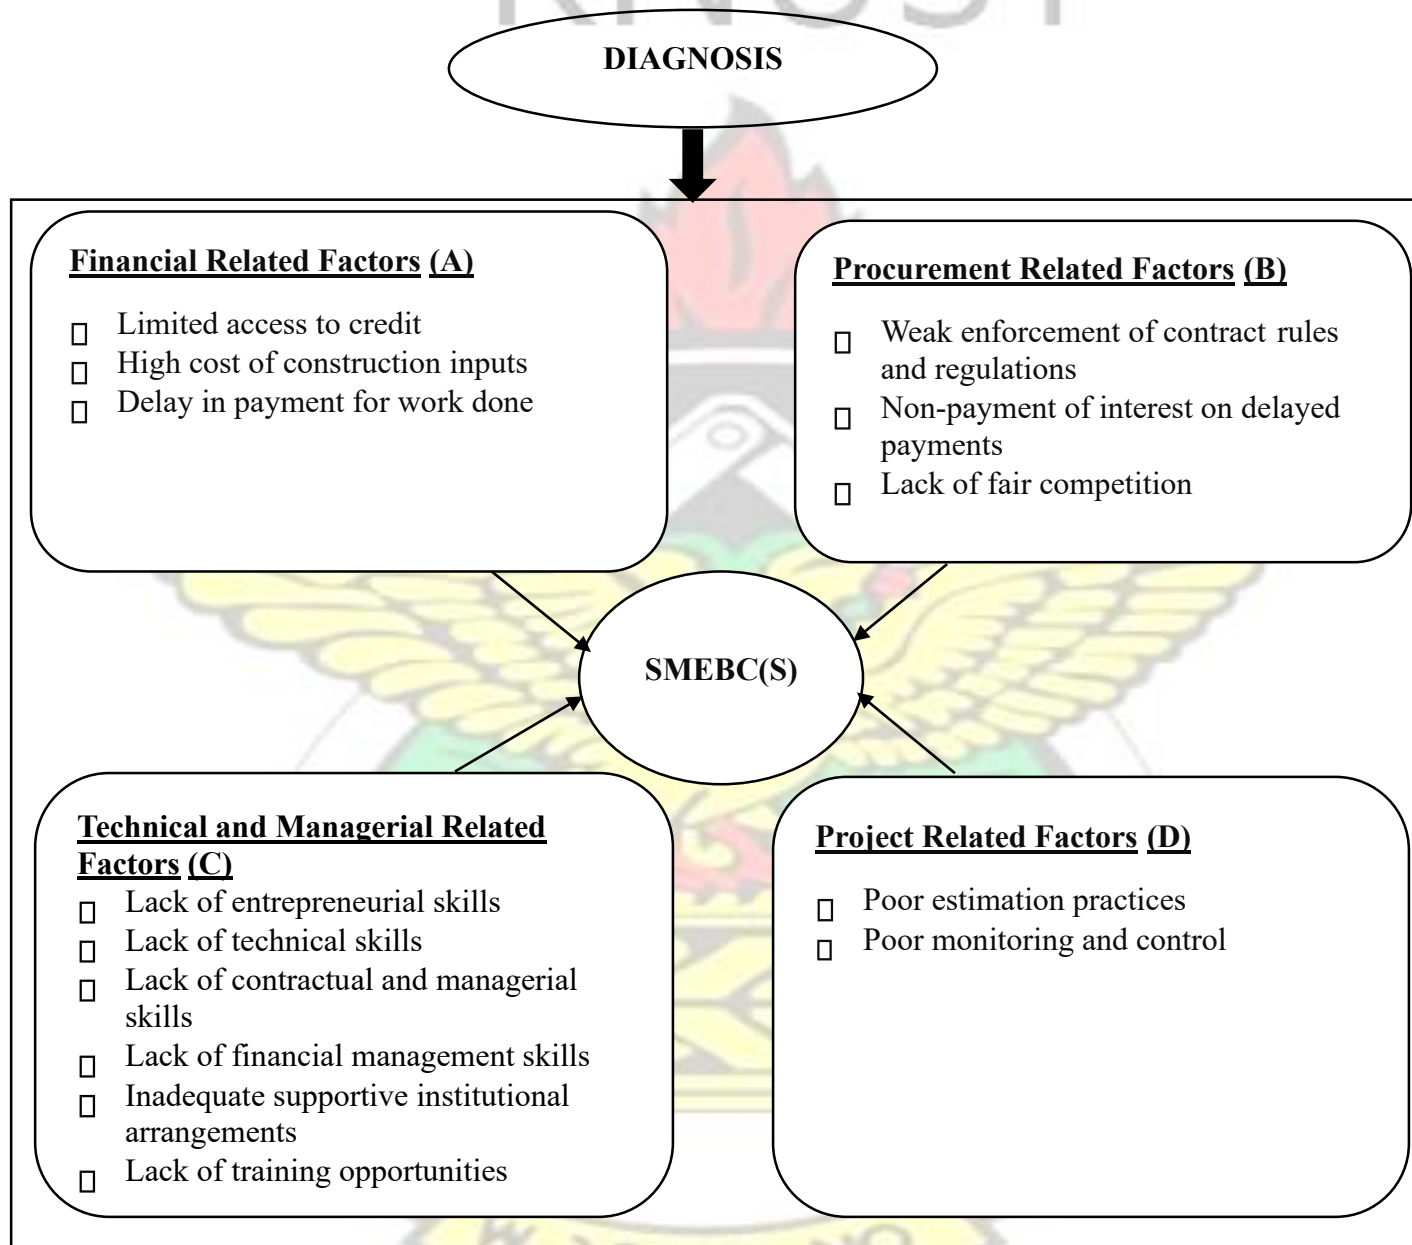 KNUST
DIAGNOSIS
Financial Related Factors (A)
Limited access to credit
High cost of construction inputs
Delay in payment for work done
Procurement Related Factors (B)
Weak enforcement of contract rules
and regulations
Non-payment of interest on delayed
payments
Lack of fair competition
SMEBC(S)
Technical and Managerial Related
Factors (C)
Lack of entrepreneurial skills
Lack of technical skills
Lack of contractual and managerial
skills
Lack of financial management skills
Inadequate supportive institutional
arrangements
Lack of training opportunities
Project Related Factors (D)
Poor estimation practices
Poor monitoring and control